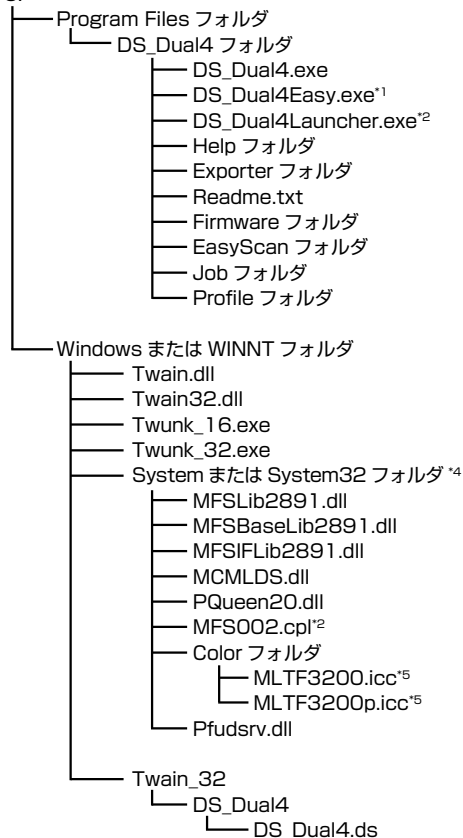 Program Files フォルダ
DS_Dual4 フォルダ
DS_Dual4.exe
DS_Dual4Easy.exe*1
DS_Dual4Launcher.exe*2
Help フォルダ
Exporter フォルダ
Readme.txt
Firmware フォルダ
EasyScan フォルダ
Job フォルダ
Profile フォルダ
Windows または WINNT フォルダ
Twain.dll
Twain32.dll
Twunk_16.exe
Twunk_32.exe
System または System32 フォルダ *4
MFSLib2891.dll
MFSBaseLib2891.dll
MFSIFLib2891.dll
MCMLDS.dll
PQueen20.dll
MFS002.cpl*2
Color フォルダ
MLTF3200.icc*5
MLTF3200p.icc*5
Pfudsrv.dll
Twain_32
DS_Dual4
DS_Dual4.ds